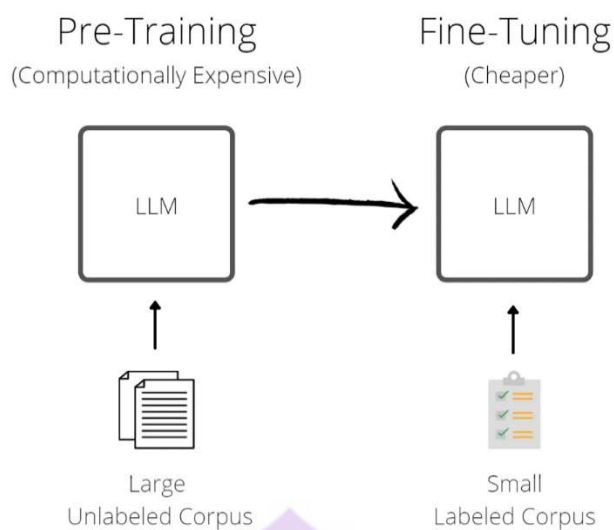 Pre-Training
(Computationally Expensive)
Fine-Tuning
(Cheaper)
LLM
LLM
Large
Unlabeled Corpus
Small
Labeled Corpus